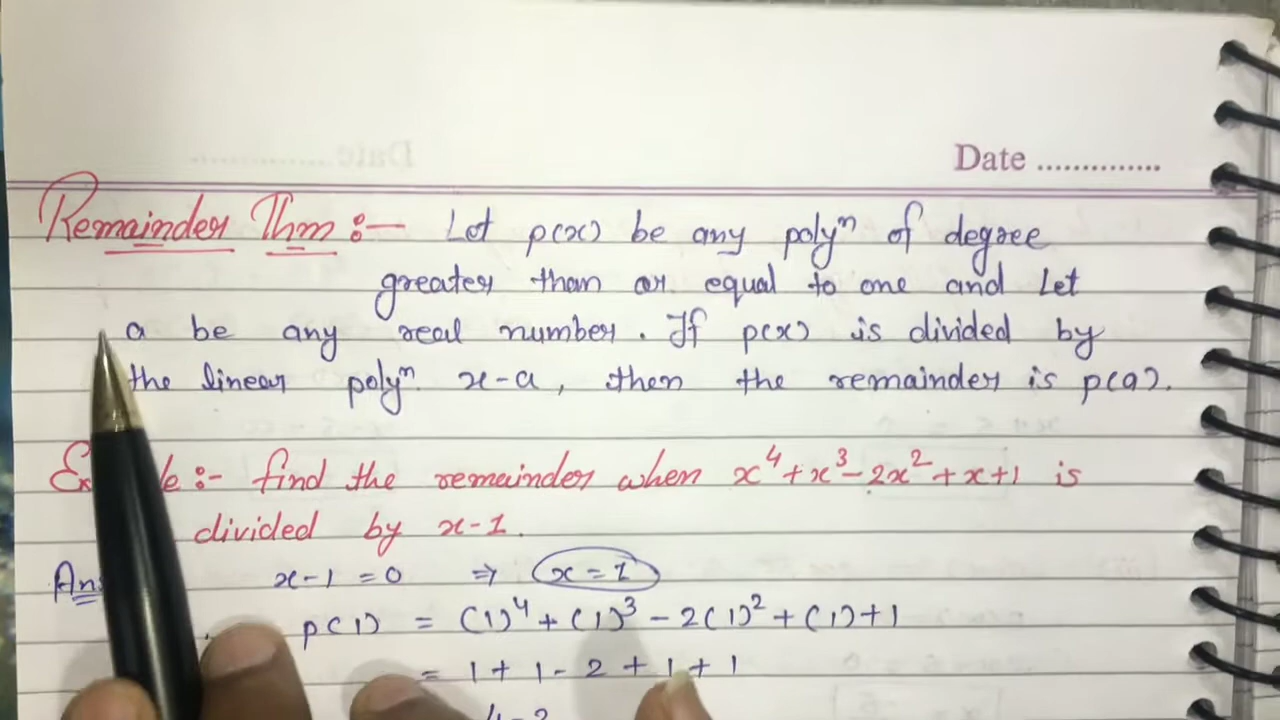 Date ..............
Remainder Thm :- Let p(x) be any polyⁿ of degree
greater than or equal to one and Let
a be any real number. If p(x) is divided by
the linear polyⁿ. x-a, then the remainder is p(a).
:- find the remainder when x⁴+x³-2x²+x+1 is
divided by x-1.
x-1 = 0 ⇒ x = 1
p(1) = (1)⁴+(1)³-2(1)²+(1)+1
= 1+1-2+1+1
4-2